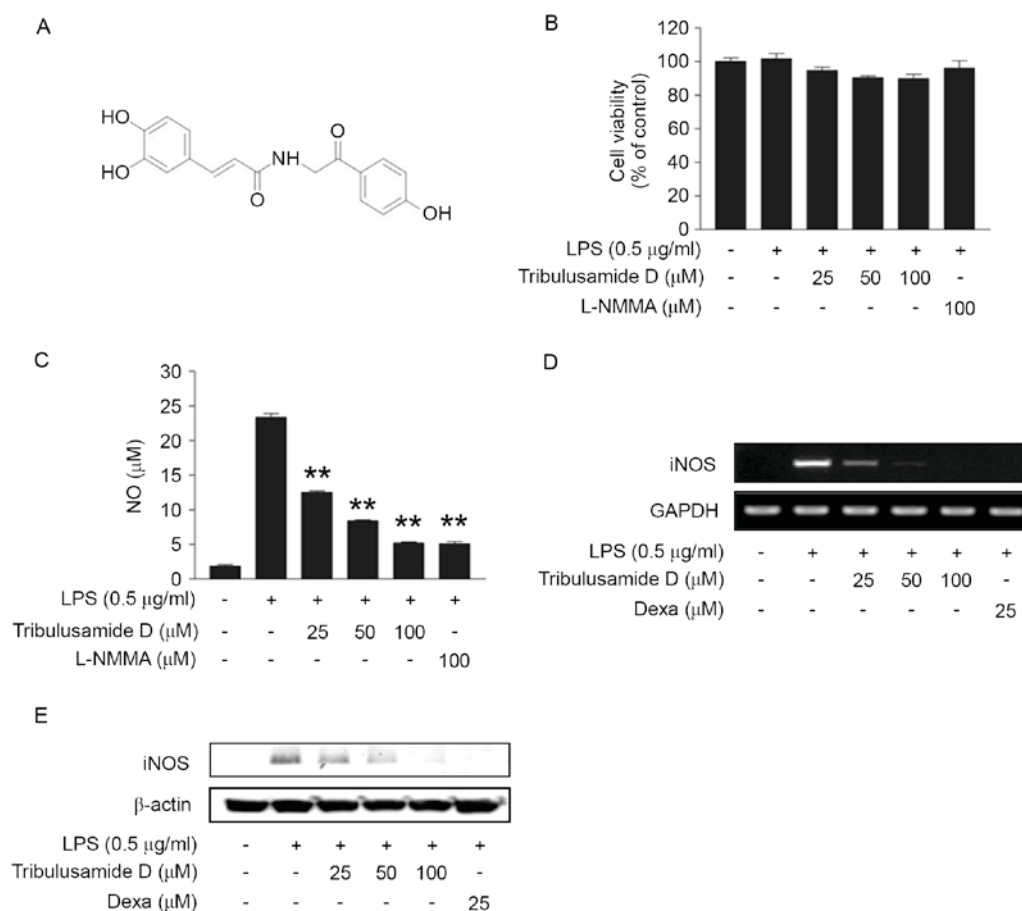 A
HO
HO
NH
O
O
OH
B
Cell viability
(% of control)
120
100
80
60
40
20
0
LPS (0.5 µg/ml) - + + + + +
Tribulusamide D (µM) - - 25 50 100 -
L-NMMA (µM) - - - - - 100
C
NO (µM)
30
25
20
15
10
5
0
** ** ** **
LPS (0.5 µg/ml) - + + + + +
Tribulusamide D (µM) - - 25 50 100 -
L-NMMA (µM) - - - - - 100
D
iNOS
GAPDH
LPS (0.5 µg/ml) - + + + + +
Tribulusamide D (µM) - - 25 50 100 -
Dexa (µM) - - - - - 25
E
iNOS
β-actin
LPS (0.5 µg/ml) - + + + + +
Tribulusamide D (µM) - - 25 50 100 -
Dexa (µM) - - - - - 25